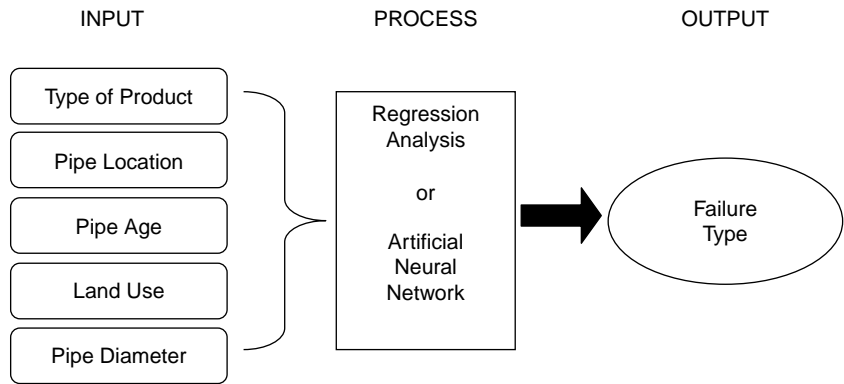 INPUT
PROCESS
OUTPUT
Type of Product
Pipe Location
Pipe Age
Land Use
Pipe Diameter
Regression
Analysis
or
Artificial
Neural
Network
Failure
Type